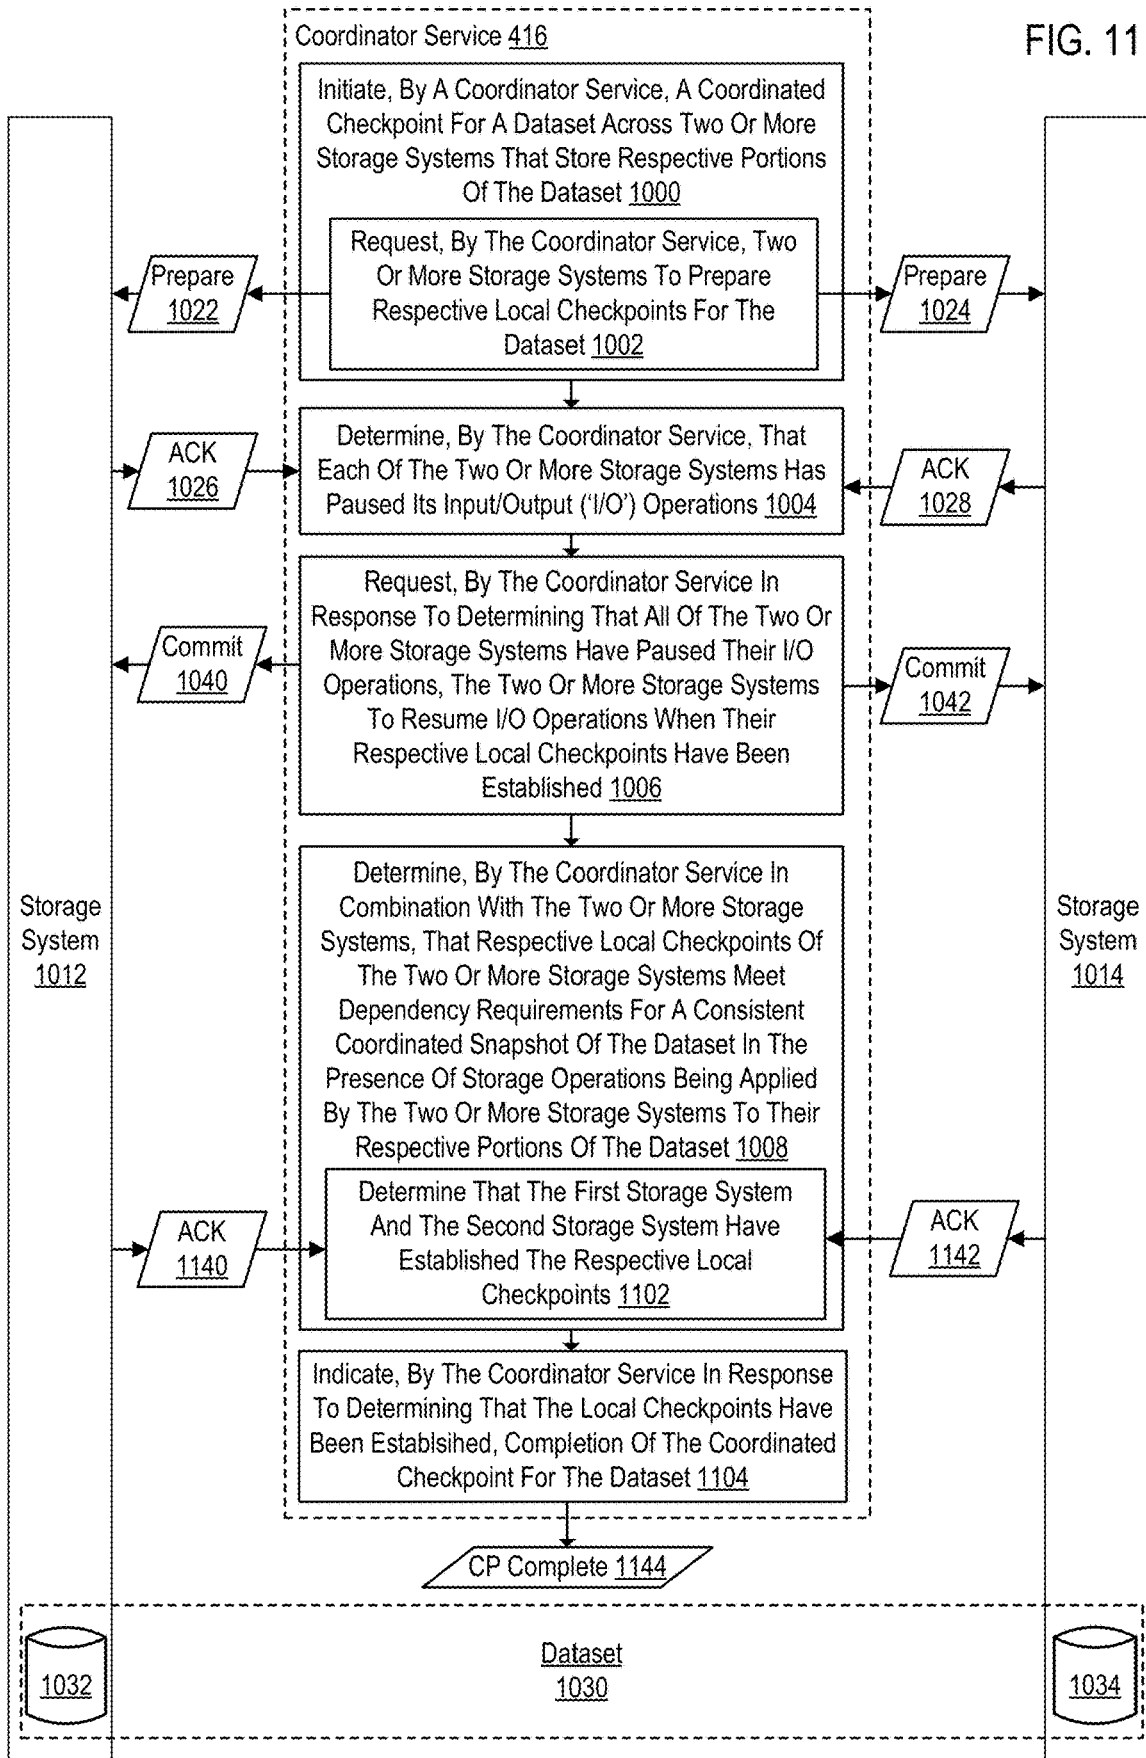 Coordinator Service 416
FIG. 11
Initiate, By A Coordinator Service, A Coordinated
Checkpoint For A Dataset Across Two Or More
Storage Systems That Store Respective Portions
Of The Dataset 1000
Request, By The Coordinator Service, Two
Or More Storage Systems To Prepare
Respective Local Checkpoints For The
Dataset 1002
Prepare
1022
Prepare
1024
Determine, By The Coordinator Service, That
Each Of The Two Or More Storage Systems Has
Paused Its Input/Output (‘I/O’) Operations 1004
ACK
1026
ACK
1028
Request, By The Coordinator Service In
Response To Determining That All Of The Two Or
More Storage Systems Have Paused Their I/O
Operations, The Two Or More Storage Systems
To Resume I/O Operations When Their
Respective Local Checkpoints Have Been
Established 1006
Commit
1040
Commit
1042
Determine, By The Coordinator Service In
Combination With The Two Or More Storage
Systems, That Respective Local Checkpoints Of
The Two Or More Storage Systems Meet
Dependency Requirements For A Consistent
Coordinated Snapshot Of The Dataset In The
Presence Of Storage Operations Being Applied
By The Two Or More Storage Systems To Their
Respective Portions Of The Dataset 1008
Storage
System
1012
Storage
System
1014
Determine That The First Storage System
And The Second Storage System Have
Established The Respective Local
Checkpoints 1102
ACK
1140
ACK
1142
Indicate, By The Coordinator Service In Response
To Determining That The Local Checkpoints Have
Been EstabIsihed, Completion Of The Coordinated
Checkpoint For The Dataset 1104
CP Complete 1144
1032
Dataset
1030
1034